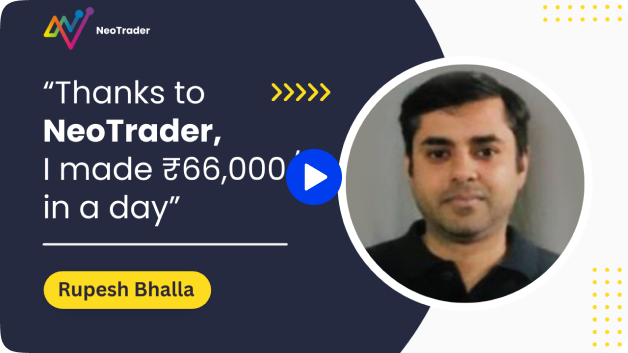 NeoTrader
“Thanks to
NeoTrader,
I made ₹66,000
in a day”
Rupesh Bhalla